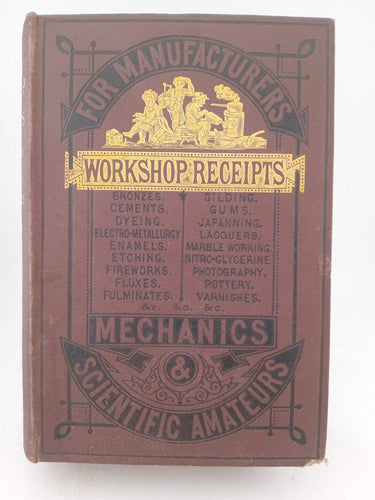 FOR MANUFACTURERS
WORKSHOP RECEIPTS
BRONZES. GILDING.
CEMENTS. GUMS.
DYEING. JAPANNING.
ELECTRO-METALLURGY LACQUERS.
ENAMELS. MARBLE WORKING.
ETCHING. NITRO-GLYCERINE
FIREWORKS. PHOTOGRAPHY.
FLUXES. POTTERY.
FULMINATES. VARNISHES.
&c. &c. &c.
MECHANICS
&
SCIENTIFIC AMATEURS